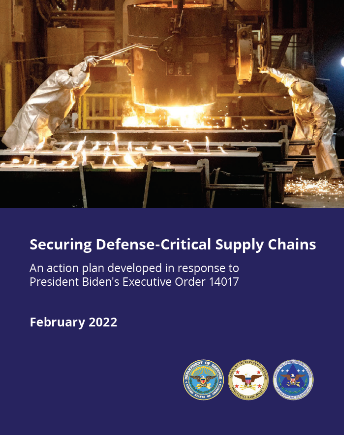 Securing Defense-Critical Supply Chains
An action plan developed in response to
President Biden's Executive Order 14017
February 2022